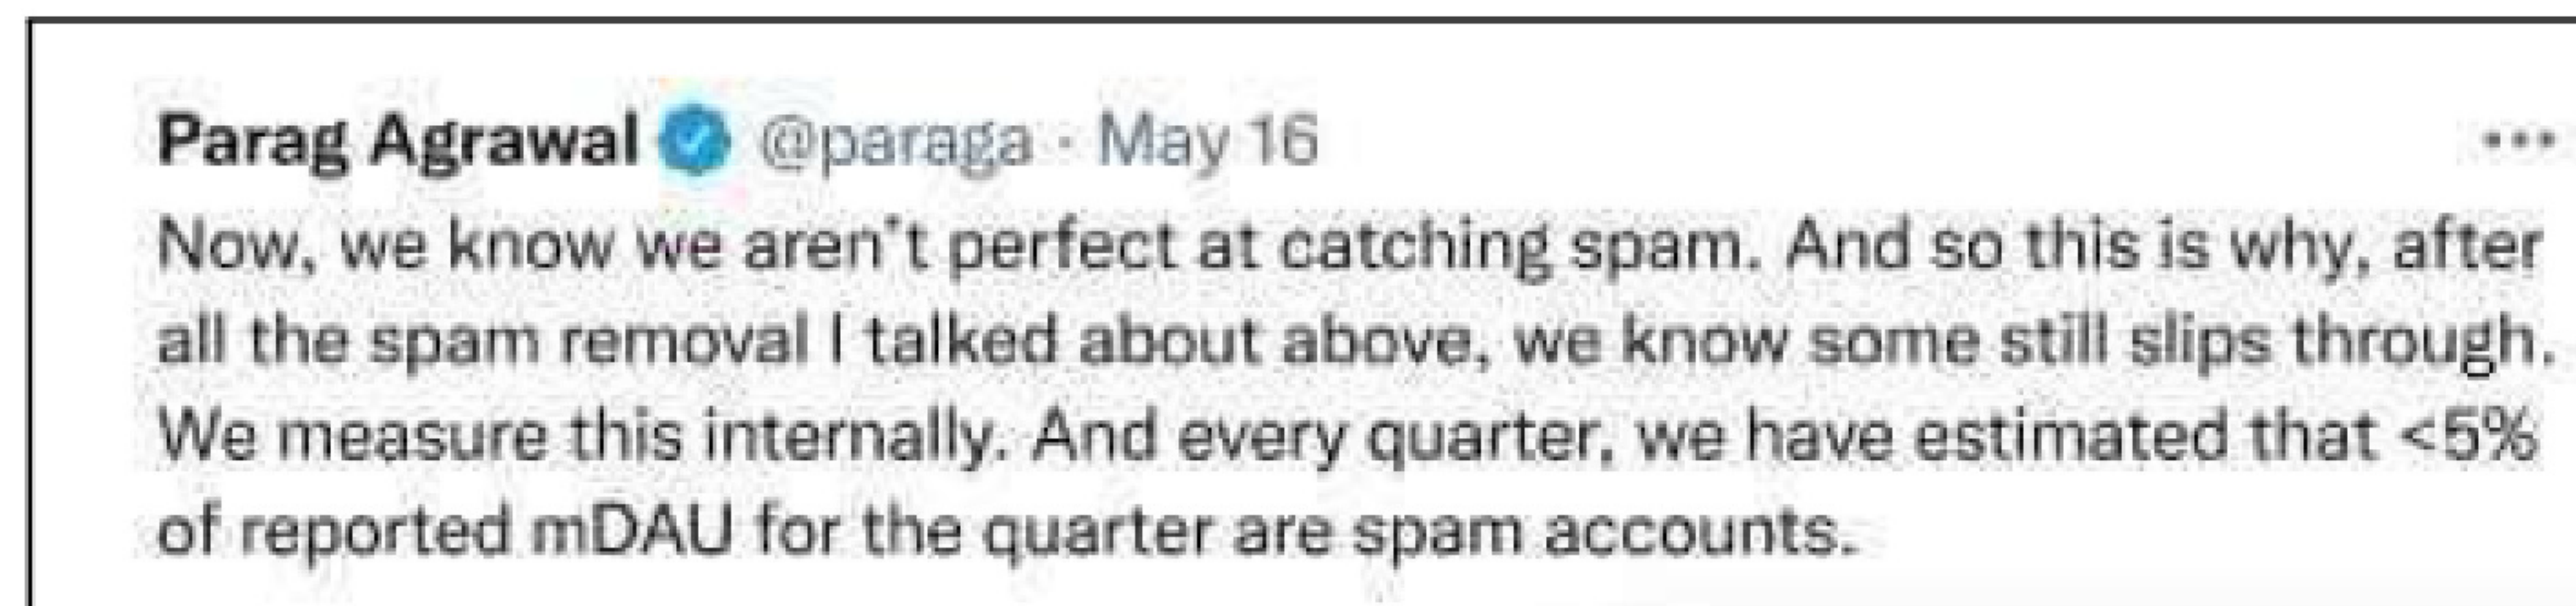 Parag Agrawal @paraga · May 16
Now, we know we aren't perfect at catching spam. And so this is why, after
all the spam removal I talked about above, we know some still slips through.
We measure this internally. And every quarter, we have estimated that <5%
of reported mDAU for the quarter are spam accounts.